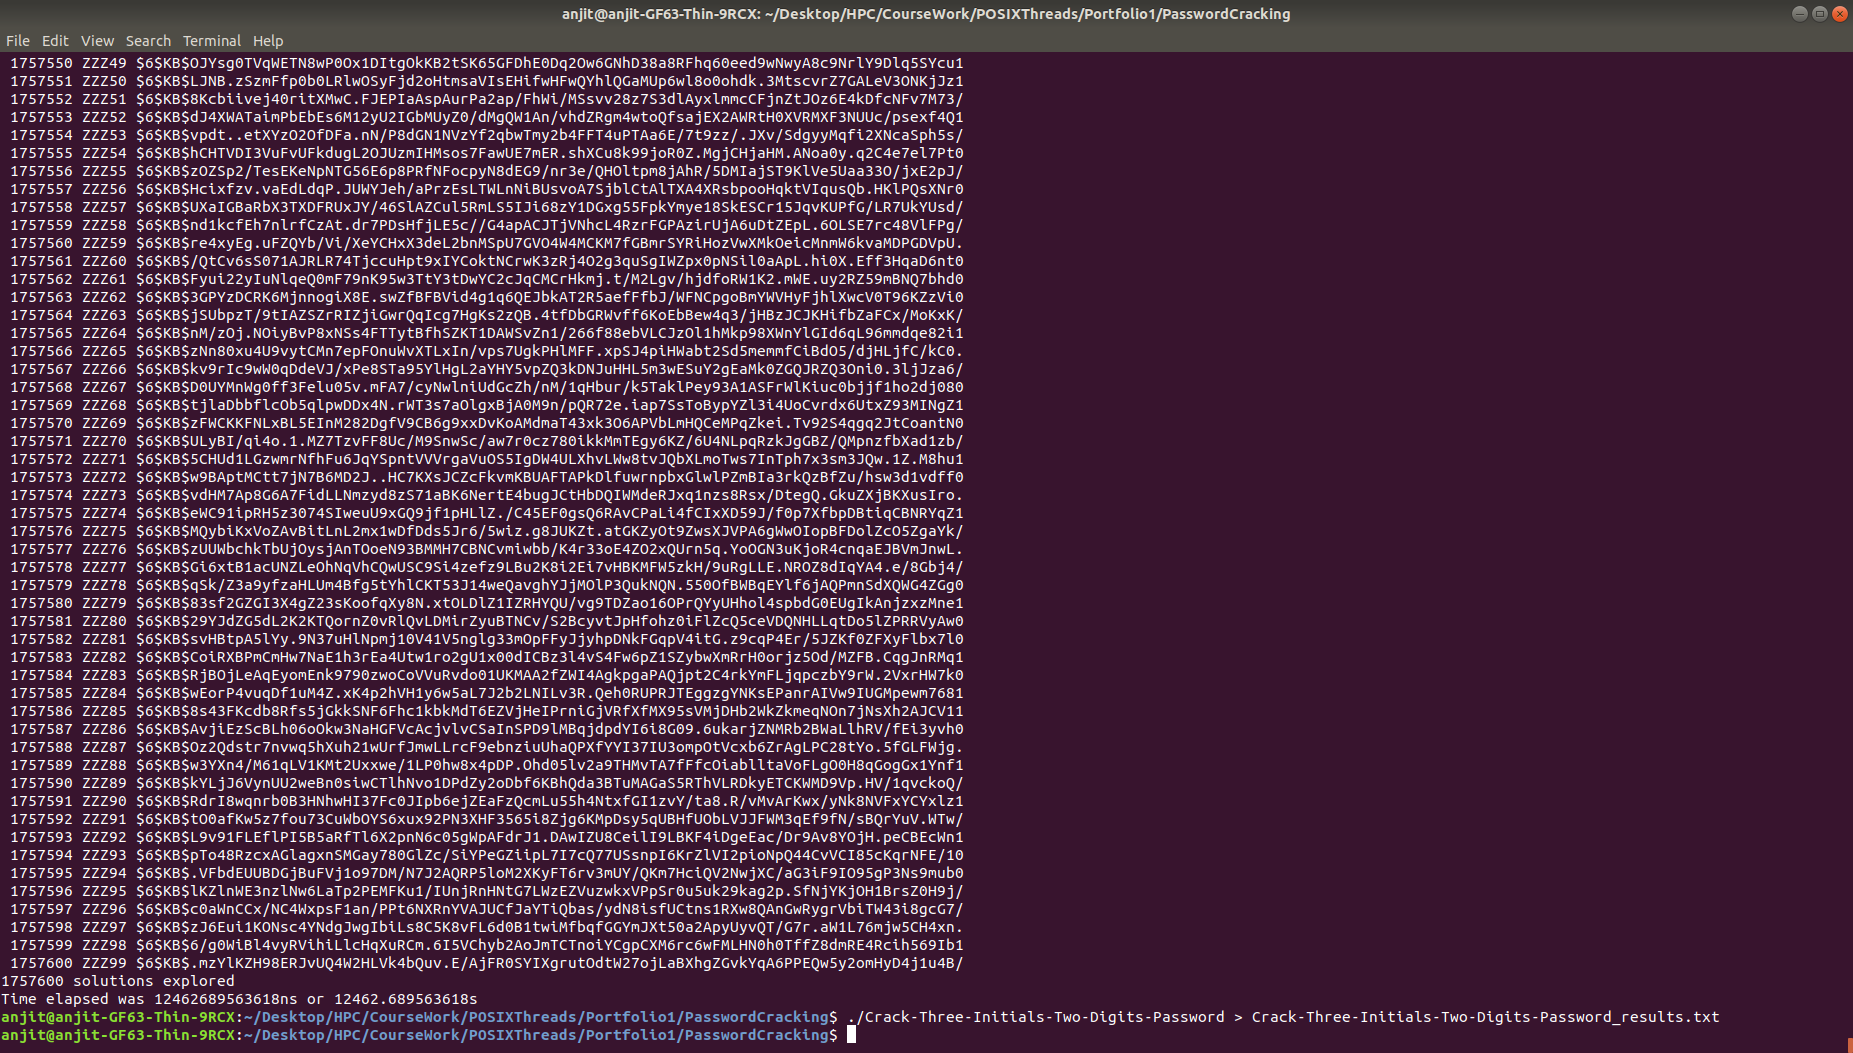 anjit@anjit-GF63-Thin-9RCX: ~/Desktop/HPC/CourseWork/POSIXThreads/Portfolio1/PasswordCracking
File Edit View Search Terminal Help
1757550 ZZZ49 $6$KB$OJYsg0TVqWETN8wP0Ox1DItgOkKB2tSK65GFDhE0Dq2Ow6GNhD38a8RFhq60eed9wNwyA8c9NrlY9Dlq5SYcu1
1757551 ZZZ50 $6$KB$LJNB.zSzmFfp0b0LRlwOSyFjd2oHtmsaVIsEHifwHFwQYhlQGaMUp6wl8o0ohdk.3MtscvrZ7GALeV3ONKjJz1
1757552 ZZZ51 $6$KB$8Kcbiivej40ritXMwC.FJEPIaAspAurPa2ap/FhWi/MSsvv28z7S3dlAyxlmmcCFjnZtJOz6E4kDfcNFv7M73/
1757553 ZZZ52 $6$KB$dJ4XWATaimPbEbEs6M12yU2IGbMUyZ0/dMgQW1An/vhdZRgm4wtoQfsajEX2AWRtH0XVRMXF3NUUc/psexf4Q1
1757554 ZZZ53 $6$KB$vpdt..etXYzO2OfDFa.nN/P8dGN1NVzYf2qbwTmy2b4FFT4uPTAa6E/7t9zz/.JXv/SdgyyMqfi2XNcaSph5s/
1757555 ZZZ54 $6$KB$hCHTVDI3VuFvUFkdugL2OJUzmIHMsos7FawUE7mER.shXCu8k99joR0Z.MgjCHjaHM.ANoa0y.q2C4e7el7Pt0
1757556 ZZZ55 $6$KB$zOZSp2/TesEKeNpNTG56E6p8PRfNFocpyN8dEG9/nr3e/QHOltpm8jAhR/5DMIajST9KlVe5Uaa33O/jxE2pJ/
1757557 ZZZ56 $6$KB$Hcixfzv.vaEdLdqP.JUWYJeh/aPrzEsLTWLnNiBUsvoA7SjblCtAlTXA4XRsbpooHqktVIqusQb.HKlPQsXNr0
1757558 ZZZ57 $6$KB$UXaIGBaRbX3TXDFRUxJY/46SlAZCul5RmLS5IJi68zY1DGxg55FpkYmye18SkESCr15JqvKUPfG/LR7UkYUsd/
1757559 ZZZ58 $6$KB$nd1kcfEh7nlrfCzAt.dr7PDsHfjLE5c//G4apACJTjVNhcL4RzrFGPAzirUjA6uDtZEpL.6OLSE7rc48VlFPg/
1757560 ZZZ59 $6$KB$re4xyEg.uFZQYb/Vi/XeYCHxX3deL2bnMSpU7GVO4W4MCKM7fGBmrSYRiHozVwXMkOeicMnmW6kvaMDPGDVpU.
1757561 ZZZ60 $6$KB$/QtCv6sS071AJRLR74TjccuHpt9xIYCoktNCrwK3zRj4O2g3quSgIWZpx0pNSil0aApL.hi0X.Eff3HqaD6nt0
1757562 ZZZ61 $6$KB$Fyui22yIuNlqeQ0mF79nK95w3TtY3tDwYC2cJqCMCrHkmj.t/M2Lgv/hjdfoRW1K2.mWE.uy2RZ59mBNQ7bhd0
1757563 ZZZ62 $6$KB$3GPYzDCRK6MjnnogiX8E.swZfBFBVid4g1q6QEJbkAT2R5aefFfbJ/WFNCpgoBmYWVHyFjhlXwcV0T96KZzVi0
1757564 ZZZ63 $6$KB$jSUbpzT/9tIAZSZrRIZjiGwrQqIcg7HgKs2zQB.4tfDbGRWvff6KoEbBew4q3/jHBzJCJKHifbZaFCx/MoKxK/
1757565 ZZZ64 $6$KB$nM/zOj.NOiyBvP8xNSs4FTTytBfhSZKT1DAWSvZn1/266f88ebVLCJzOl1hMkp98XWnYlGId6qL96mmdqe82i1
1757566 ZZZ65 $6$KB$zNn80xu4U9vytCMn7epFOnuWvXTLxIn/vps7UgkPHlMFF.xpSJ4piHWabt2Sd5memmfCiBdO5/djHLjfC/kC0.
1757567 ZZZ66 $6$KB$kv9rIc9wW0qDdeVJ/xPe8STa95YlHgL2aYHY5vpZQ3kDNJuHHL5m3wESuY2gEaMk0ZGQJRZQ3Oni0.3ljJza6/
1757568 ZZZ67 $6$KB$D0UYMnWg0ff3Felu05v.mFA7/cyNwlniUdGcZh/nM/1qHbur/k5TaklPey93A1ASFrWlKiuc0bjjf1ho2dj080
1757569 ZZZ68 $6$KB$tjlaDbbflcOb5qlpwDDx4N.rWT3s7aOlgxBjA0M9n/pQR72e.iap7SsToBypYZl3i4UoCvrdx6UtxZ93MINgZ1
1757570 ZZZ69 $6$KB$zFWCKKFNLxBL5EInM282DgfV9CB6g9xxDvKoAMdmaT43xk3O6APVbLmHQCeMPqZkei.Tv92S4qgq2JtCoantN0
1757571 ZZZ70 $6$KB$ULyBI/qi4o.1.MZ7TzvFF8Uc/M9SnwSc/aw7r0cz780ikkMmTEgy6KZ/6U4NLpqRzkJgGBZ/QMpnzfbXad1zb/
1757572 ZZZ71 $6$KB$5CHUd1LGzwmrNfhFu6JqYSpntVVVrgaVuOS5IgDW4ULXhvLWw8tvJQbXLmoTws7InTph7x3sm3JQw.1Z.M8hu1
1757573 ZZZ72 $6$KB$w9BAptMCtt7jN7B6MD2J..HC7KXsJCZcFkvmKBUAFTAPkDlfuwrnpbxGlwlPZmBIa3rkQzBfZu/hsw3d1vdff0
1757574 ZZZ73 $6$KB$vdHM7Ap8G6A7FidLLNmzyd8zS71aBK6NertE4bugJCtHbDQIWMdeRJxq1nzs8Rsx/DtegQ.GkuZXjBKXusIro.
1757575 ZZZ74 $6$KB$eWC91ipRH5z3074SIweuU9xGQ9jf1pHLlZ./C45EF0gsQ6RAvCPaLi4fCIxXD59J/f0p7XfbpDBtiqCBNRYqZ1
1757576 ZZZ75 $6$KB$MQybiKxVoZAvBitLnL2mx1wDfDds5Jr6/5wiz.g8JUKZt.atGKZyOt9ZwsXJVPA6gWwOIopBFDolZcO5ZgaYk/
1757577 ZZZ76 $6$KB$zUUWbchkTbUjOysjAnTOoeN93BMMH7CBNCvmiwbb/K4r33oE4ZO2xQUrn5q.YoOGN3uKjoR4cnqaEJBVmJnwL.
1757578 ZZZ77 $6$KB$Gi6xtB1acUNZLeOhNqVhCQwUSC9Si4zefz9LBu2K8i2Ei7vHBKMFW5zkH/9uRgLLE.NROZ8dIqYA4.e/8Gbj4/
1757579 ZZZ78 $6$KB$qSk/Z3a9yfzaHLUm4Bfg5tYhlCKT53J14weQavghYJjMOlP3QukNQN.550OfBWBqEYlf6jAQPmnSdXQWG4ZGg0
1757580 ZZZ79 $6$KB$83sf2GZGI3X4gZ23sKoofqXy8N.xtOLDlZ1IZRHYQU/vg9TDZao16OPrQYyUHhol4spbdG0EUgIkAnjzxzMne1
1757581 ZZZ80 $6$KB$29YJdZG5dL2K2KTQornZ0vRlQvLDMirZyuBTNCv/S2BcyvtJpHfohz0iFlZcQ5ceVDQNHLLqtDo5lZPRRVyAw0
1757582 ZZZ81 $6$KB$svHBtpA5lYy.9N37uHlNpmj10V41V5nglg33mOpFFyJjyhpDNkFGqpV4itG.z9cqP4Er/5JZKf0ZFXyFlbx7l0
1757583 ZZZ82 $6$KB$CoiRXBPmCmHw7NaE1h3rEa4Utw1ro2gU1x00dICBz3l4vS4Fw6pZ1SZybwXmRrH0orjz5Od/MZFB.CqgJnRMq1
1757584 ZZZ83 $6$KB$RjBOjLeAqEyomEnk9790zwoCoVVuRvdo01UKMAA2fZWI4AgkpgaPAQjpt2C4rkYmFLjqpczbY9rW.2VxrHW7k0
1757585 ZZZ84 $6$KB$wEorP4vuqDf1uM4Z.xK4p2hVH1y6w5aL7J2b2LNILv3R.Qeh0RUPRJTEggzgYNKsEPanrAIVw9IUGMpewm7681
1757586 ZZZ85 $6$KB$8s43FKcdb8Rfs5jGkkSNF6Fhc1kbkMdT6EZVjHeIPrniGjVRfXfMX95sVMjDHb2WkZkmeqNOn7jNsXh2AJCV11
1757587 ZZZ86 $6$KB$AvjiEzScBLh06oOkw3NaHGFVcAcjvlvCSaInSPD9lMBqjdpdYI6i8G09.6ukarjZNMRb2BWaLlhRV/fEi3yvh0
1757588 ZZZ87 $6$KB$Oz2Qdstr7nvwq5hXuh21wUrfJmwLLrcF9ebnziuUhaQPXfYYI37IU3ompOtVcxb6ZrAgLPC28tYo.5fGLFWjg.
1757589 ZZZ88 $6$KB$w3YXn4/M61qLV1KMt2Uxxwe/1LP0hw8x4pDP.Ohd05lv2a9THMvTA7fFfcOiablltaVoFLgO0H8qGogGx1Ynf1
1757590 ZZZ89 $6$KB$kYLjJ6VynUU2weBn0siwCTlhNvo1DPdZy2oDbf6KBhQda3BTuMAGaS5RThVLRDkyETCKWMD9Vp.HV/1qvckoQ/
1757591 ZZZ90 $6$KB$RdrI8wqnrb0B3HNhwHI37Fc0JIpb6ejZEaFzQcmLu55h4NtxfGI1zvY/ta8.R/vMvArKwx/yNk8NVFxYCYxlz1
1757592 ZZZ91 $6$KB$tO0afKw5z7fou73CuWbOYS6xux92PN3XHF3565i8Zjg6KMpDsy5qUBHfUObLVJJFWM3qEf9fN/sBQrYuV.WTw/
1757593 ZZZ92 $6$KB$L9v91FLEflPI5B5aRfTl6X2pnN6c05gWpAFdrJ1.DAwIZU8CeilI9LBKF4iDgeEac/Dr9Av8YOjH.peCBEcWn1
1757594 ZZZ93 $6$KB$pTo48RzcxAGlagxnSMGay780GlZc/SiYPeGZiipL7I7cQ77USsnpI6KrZlVI2pioNpQ44CvVCI85cKqrNFE/10
1757595 ZZZ94 $6$KB$.VFbdEUUBDGjBuFVj1o97DM/N7J2AQRP5loM2XKyFT6rv3mUY/QKm7HciQV2NwjXC/aG3iF9IO95gP3Ns9mub0
1757596 ZZZ95 $6$KB$lKZlnWE3nzlNw6LaTp2PEMFKu1/IUnjRnHNtG7LWzEZVuzwkxVPpSr0u5uk29kag2p.SfNjYKjOH1BrsZ0H9j/
1757597 ZZZ96 $6$KB$c0aWnCCx/NC4WxpsF1an/PPt6NXRnYVAJUCfJaYTiQbas/ydN8isfUCtns1RXw8QAnGwRygrVbiTW43i8gcG7/
1757598 ZZZ97 $6$KB$zJ6Eui1KONsc4YNdgJwgIbiLs8C5K8vFL6d0B1twiMfbqfGGYmJXt50a2ApyUyvQT/G7r.aW1L76mjw5CH4xn.
1757599 ZZZ98 $6$KB$6/g0WiBl4vyRVihiLlcHqXuRCm.6I5VChyb2AoJmTCTnoiYCgpCXM6rc6wFMLHN0h0TffZ8dmRE4Rcih569Ib1
1757600 ZZZ99 $6$KB$.mzYlKZH98ERJvUQ4W2HLVk4bQuv.E/AjFR0SYIXgrutOdtW27ojLaBXhgZGvkYqA6PPEQw5y2omHyD4j1u4B/
1757600 solutions explored
Time elapsed was 12462689563618ns or 12462.689563618s
anjit@anjit-GF63-Thin-9RCX:~/Desktop/HPC/CourseWork/POSIXThreads/Portfolio1/PasswordCracking$ ./Crack-Three-Initials-Two-Digits-Password > Crack-Three-Initials-Two-Digits-Password_results.txt
anjit@anjit-GF63-Thin-9RCX:~/Desktop/HPC/CourseWork/POSIXThreads/Portfolio1/PasswordCracking$